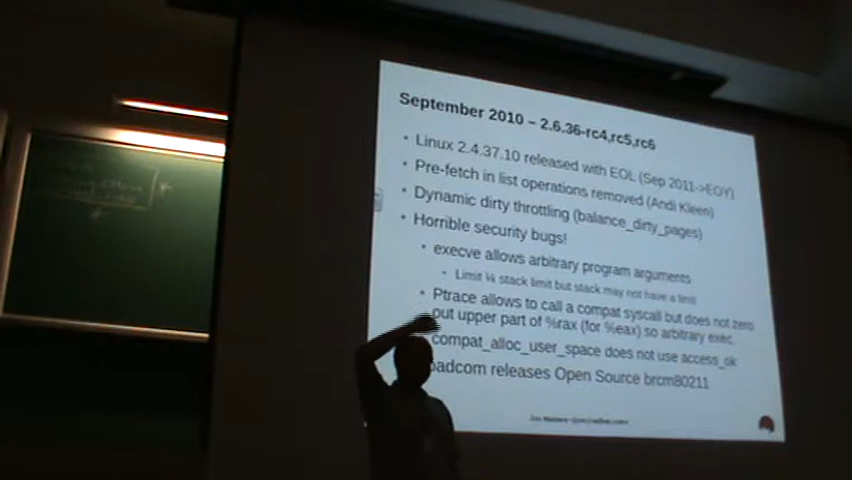 September 2010 – 2.6.36-rc4,rc5,rc6
• Linux 2.4.37.10 released with EOL (Sep 2011->EOY)
• Pre-fetch in list operations removed (Andi Kleen)
• Dynamic dirty throttling (balance_dirty_pages)
• Horrible security bugs!
• execve allows arbitrary program arguments
• Limit ¼ stack limit but stack may not have a limit
• Ptrace allows to call a compat syscall but does not zero
out upper part of %rax (for %eax) so arbitrary exec.
compat_alloc_user_space does not use access_ok
oadcom releases Open Source brcm80211